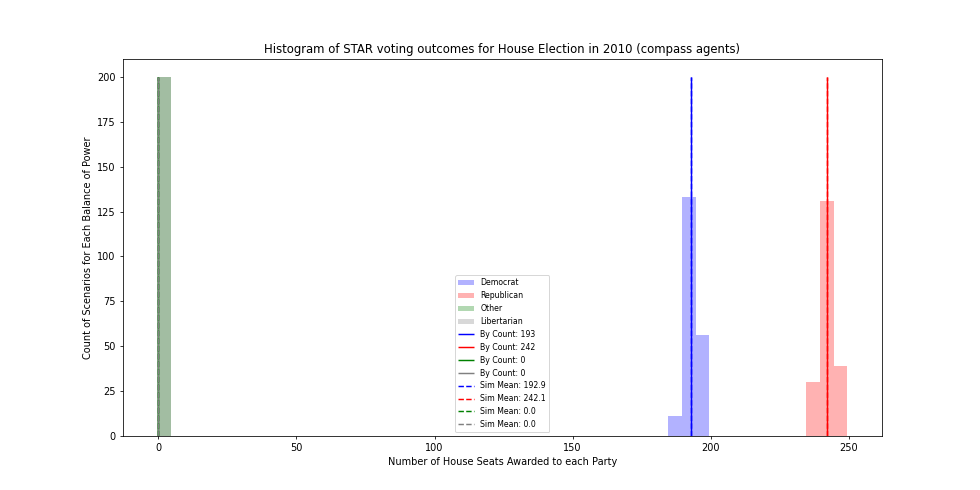 Histogram of STAR voting outcomes for House Election in 2010 (compass agents)
Count of Scenarios for Each Balance of Power
200
175
150
125
100
75
50
25
0
Democrat
Republican
Other
Libertarian
By Count: 193
By Count: 242
By Count: 0
By Count: 0
Sim Mean: 192.9
Sim Mean: 242.1
Sim Mean: 0.0
Sim Mean: 0.0
0 50 100 150 200 250
Number of House Seats Awarded to each Party